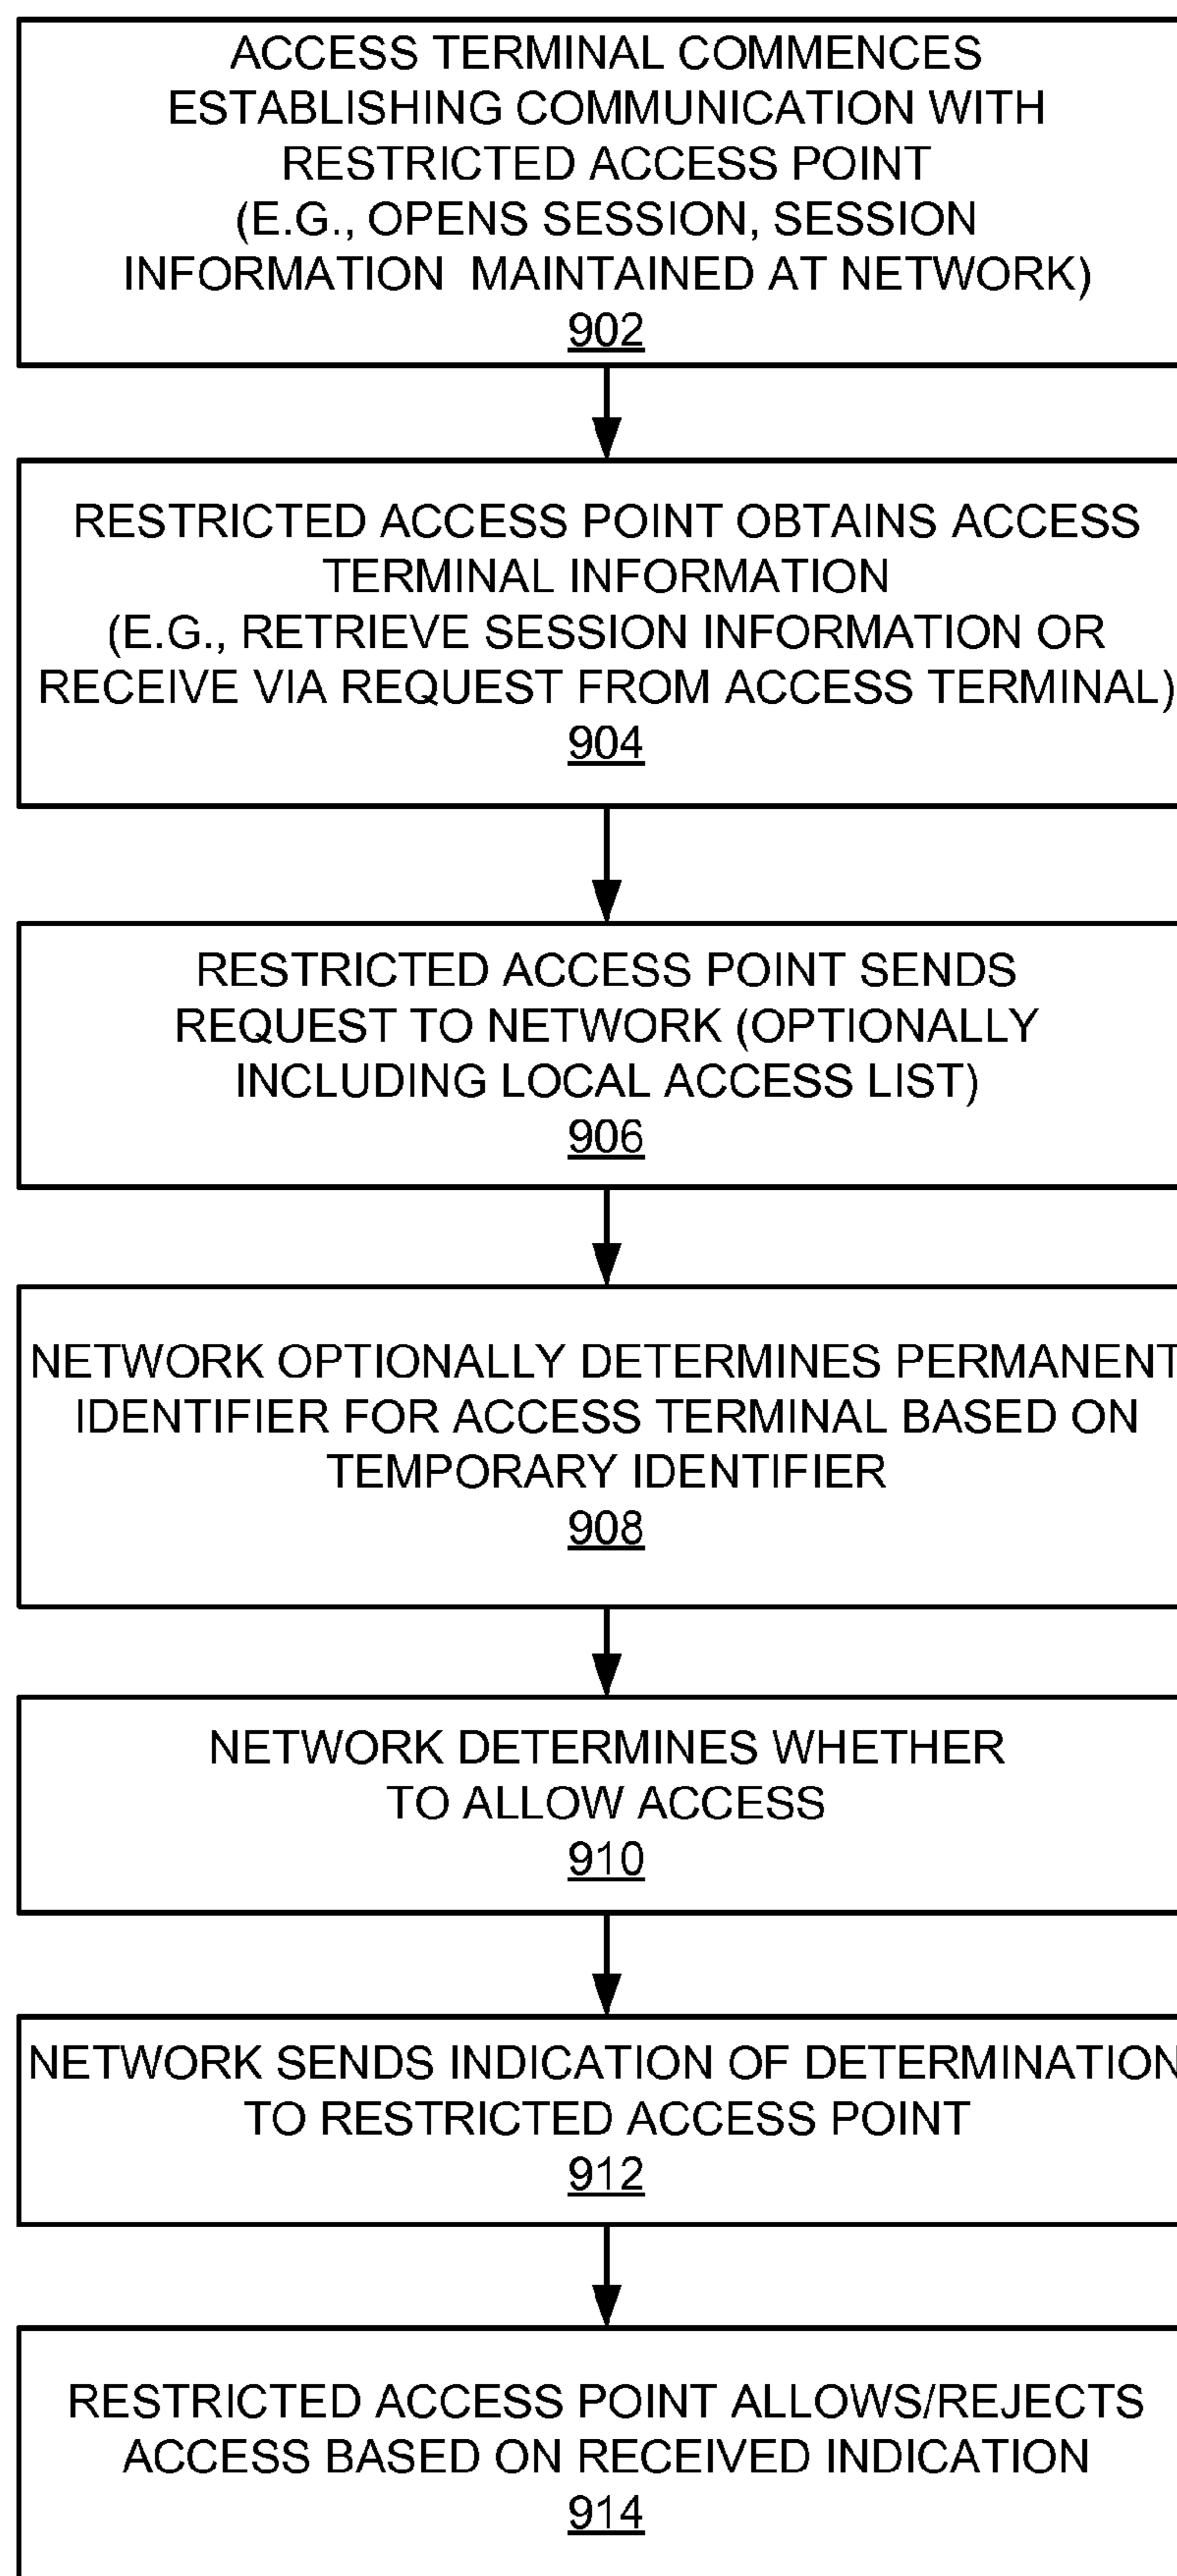 ACCESS TERMINAL COMMENCES
ESTABLISHING COMMUNICATION WITH
RESTRICTED ACCESS POINT
(E.G., OPENS SESSION, SESSION
INFORMATION MAINTAINED AT NETWORK)
902
RESTRICTED ACCESS POINT OBTAINS ACCESS
TERMINAL INFORMATION
(E.G., RETRIEVE SESSION INFORMATION OR
RECEIVE VIA REQUEST FROM ACCESS TERMINAL)
904
RESTRICTED ACCESS POINT SENDS
REQUEST TO NETWORK (OPTIONALLY
INCLUDING LOCAL ACCESS LIST)
906
NETWORK OPTIONALLY DETERMINES PERMANENT
IDENTIFIER FOR ACCESS TERMINAL BASED ON
TEMPORARY IDENTIFIER
908
NETWORK DETERMINES WHETHER
TO ALLOW ACCESS
910
NETWORK SENDS INDICATION OF DETERMINATION
TO RESTRICTED ACCESS POINT
912
RESTRICTED ACCESS POINT ALLOWS/REJECTS
ACCESS BASED ON RECEIVED INDICATION
914